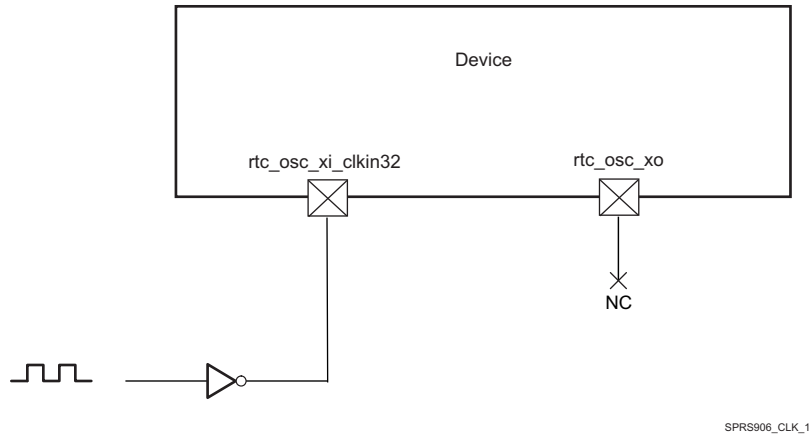 Device
rtc_osc_xi_clkin32
rtc_osc_xo
NC
SPRS906_CLK_1